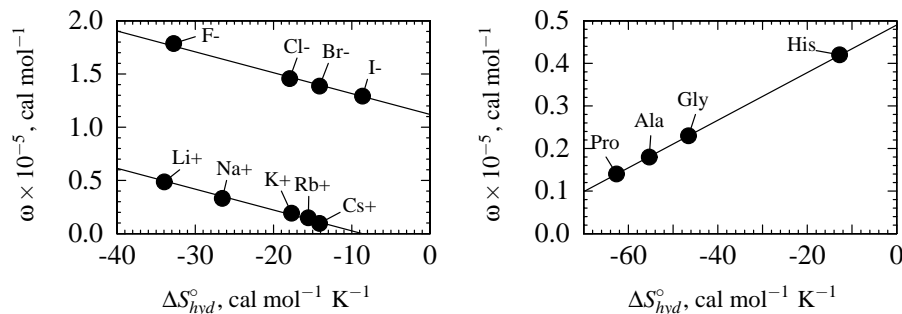 2.0
1.5
1.0
0.5
0.0
-40
-30
-20
-10
0
ω × 10⁻⁵, cal mol⁻¹
ΔS°hyd, cal mol⁻¹ K⁻¹
F-
Cl-
Br-
I-
Li+
Na+
K+
Rb+
Cs+
0.5
0.4
0.3
0.2
0.1
0.0
-60
-40
-20
0
ω × 10⁻⁵, cal mol⁻¹
ΔS°hyd, cal mol⁻¹ K⁻¹
His
Gly
Ala
Pro